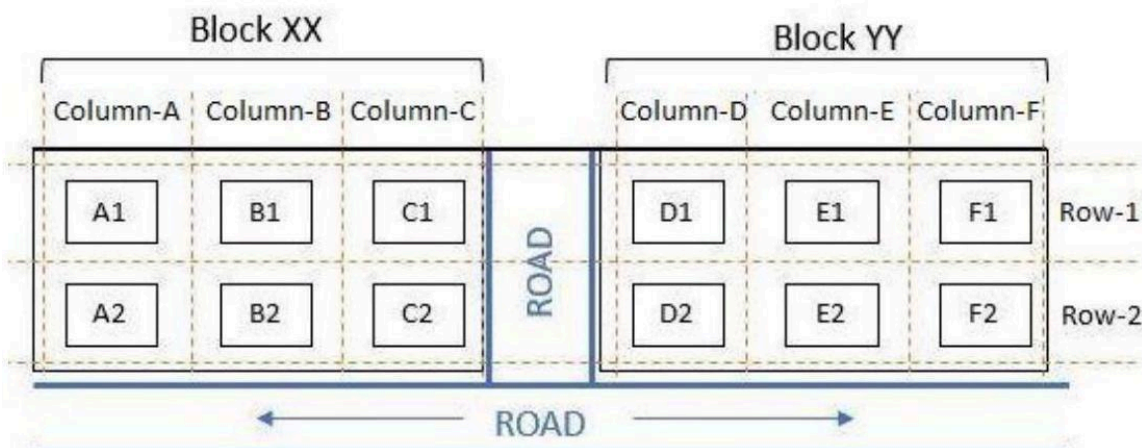 Block XX Block YY
Column-A Column-B Column-C Column-D Column-E Column-F
A1 B1 C1 D1 E1 F1 Row-1
ROAD
A2 B2 C2 D2 E2 F2 Row-2
ROAD